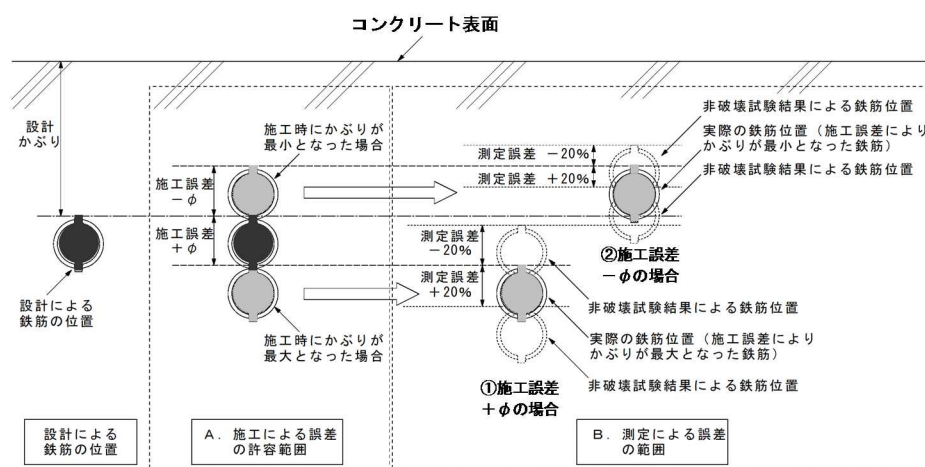 コンクリート表面
設計
かぶり
施工時にかぶりが
最小となった場合
施工誤差
－φ
施工誤差
＋φ
設計による
鉄筋の位置
施工時にかぶりが
最大となった場合
測定誤差 －20%
測定誤差 ＋20%
測定誤差
－20%
測定誤差
＋20%
非破壊試験結果による鉄筋位置
実際の鉄筋位置（施工誤差により
かぶりが最小となった鉄筋）
非破壊試験結果による鉄筋位置
②施工誤差
－φの場合
非破壊試験結果による鉄筋位置
実際の鉄筋位置（施工誤差により
かぶりが最大となった鉄筋）
非破壊試験結果による鉄筋位置
①施工誤差
＋φの場合
設計による
鉄筋の位置
A．施工による誤差
の許容範囲
B．測定による誤差
の範囲